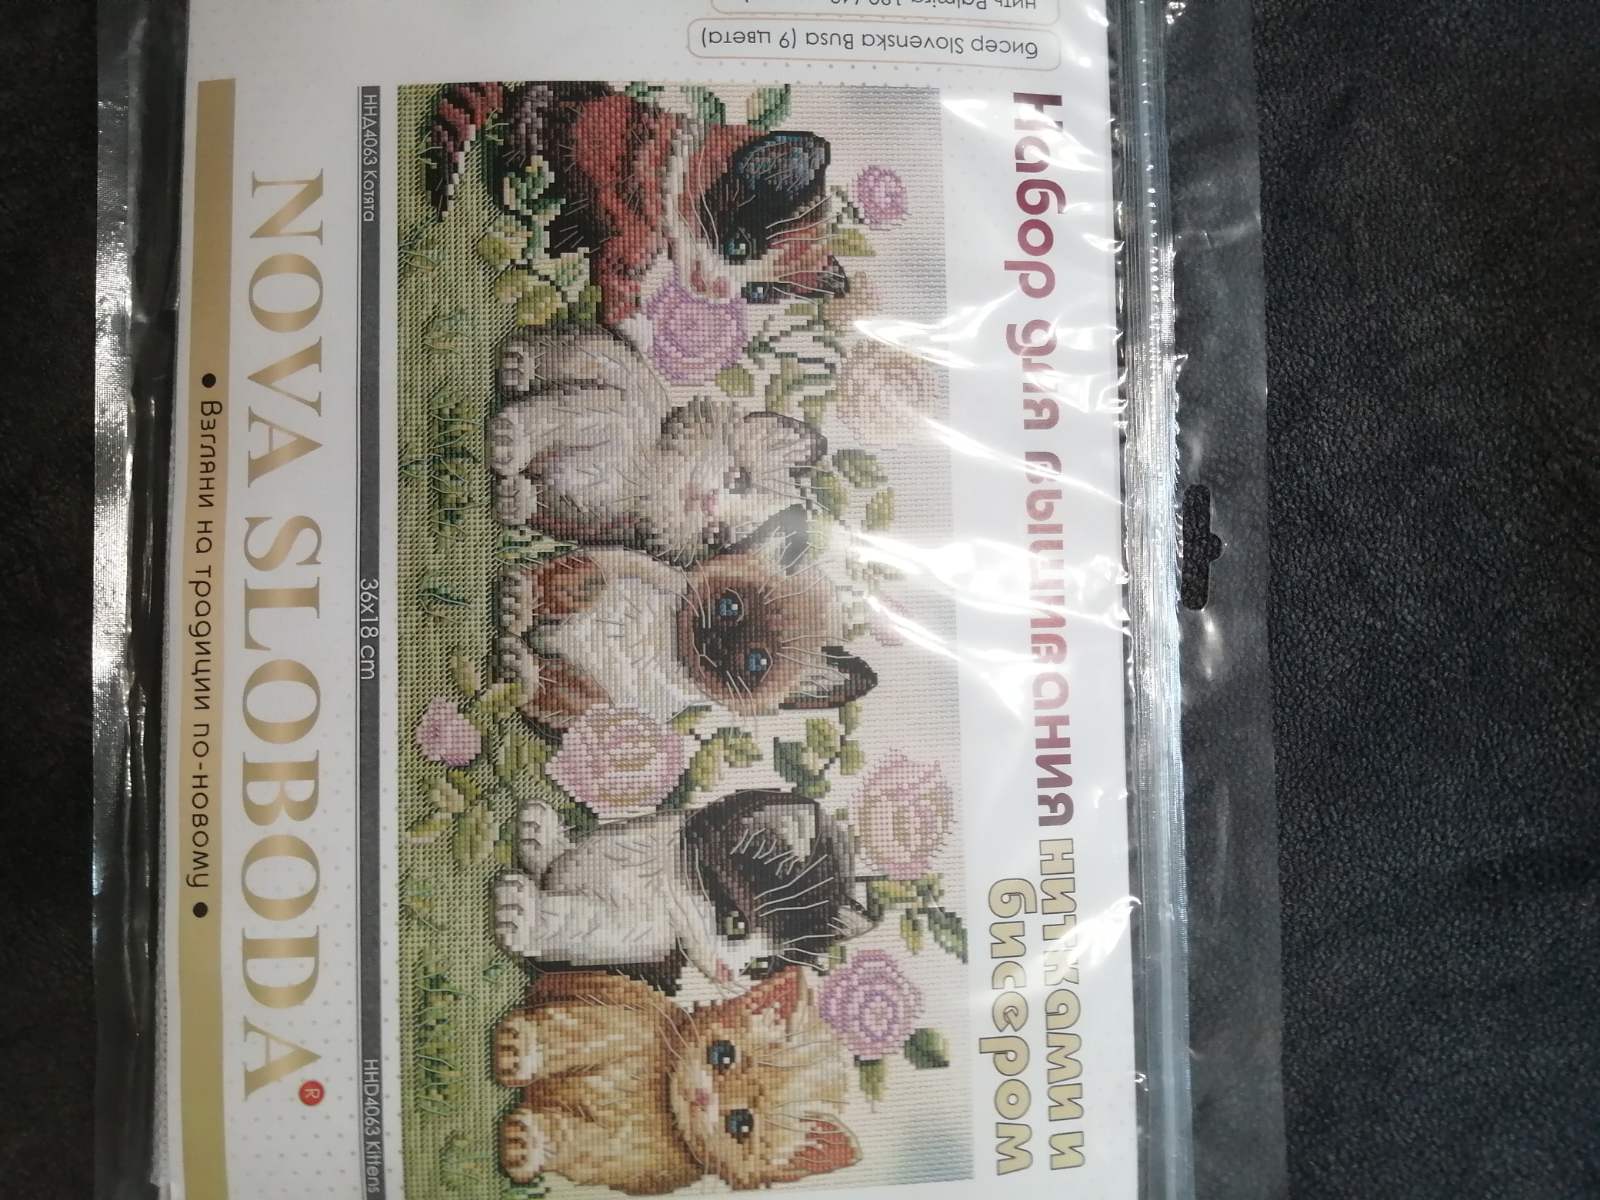 Набор для вышивания нитками и
бисером
бисер Slovenska Busa (9 цвета)
нить Palmira
ННД4063 Котята
36x18 cm
HHD4063 Kittens
NOVA SLOBODA®
• Взгляни на традиции по-новому •